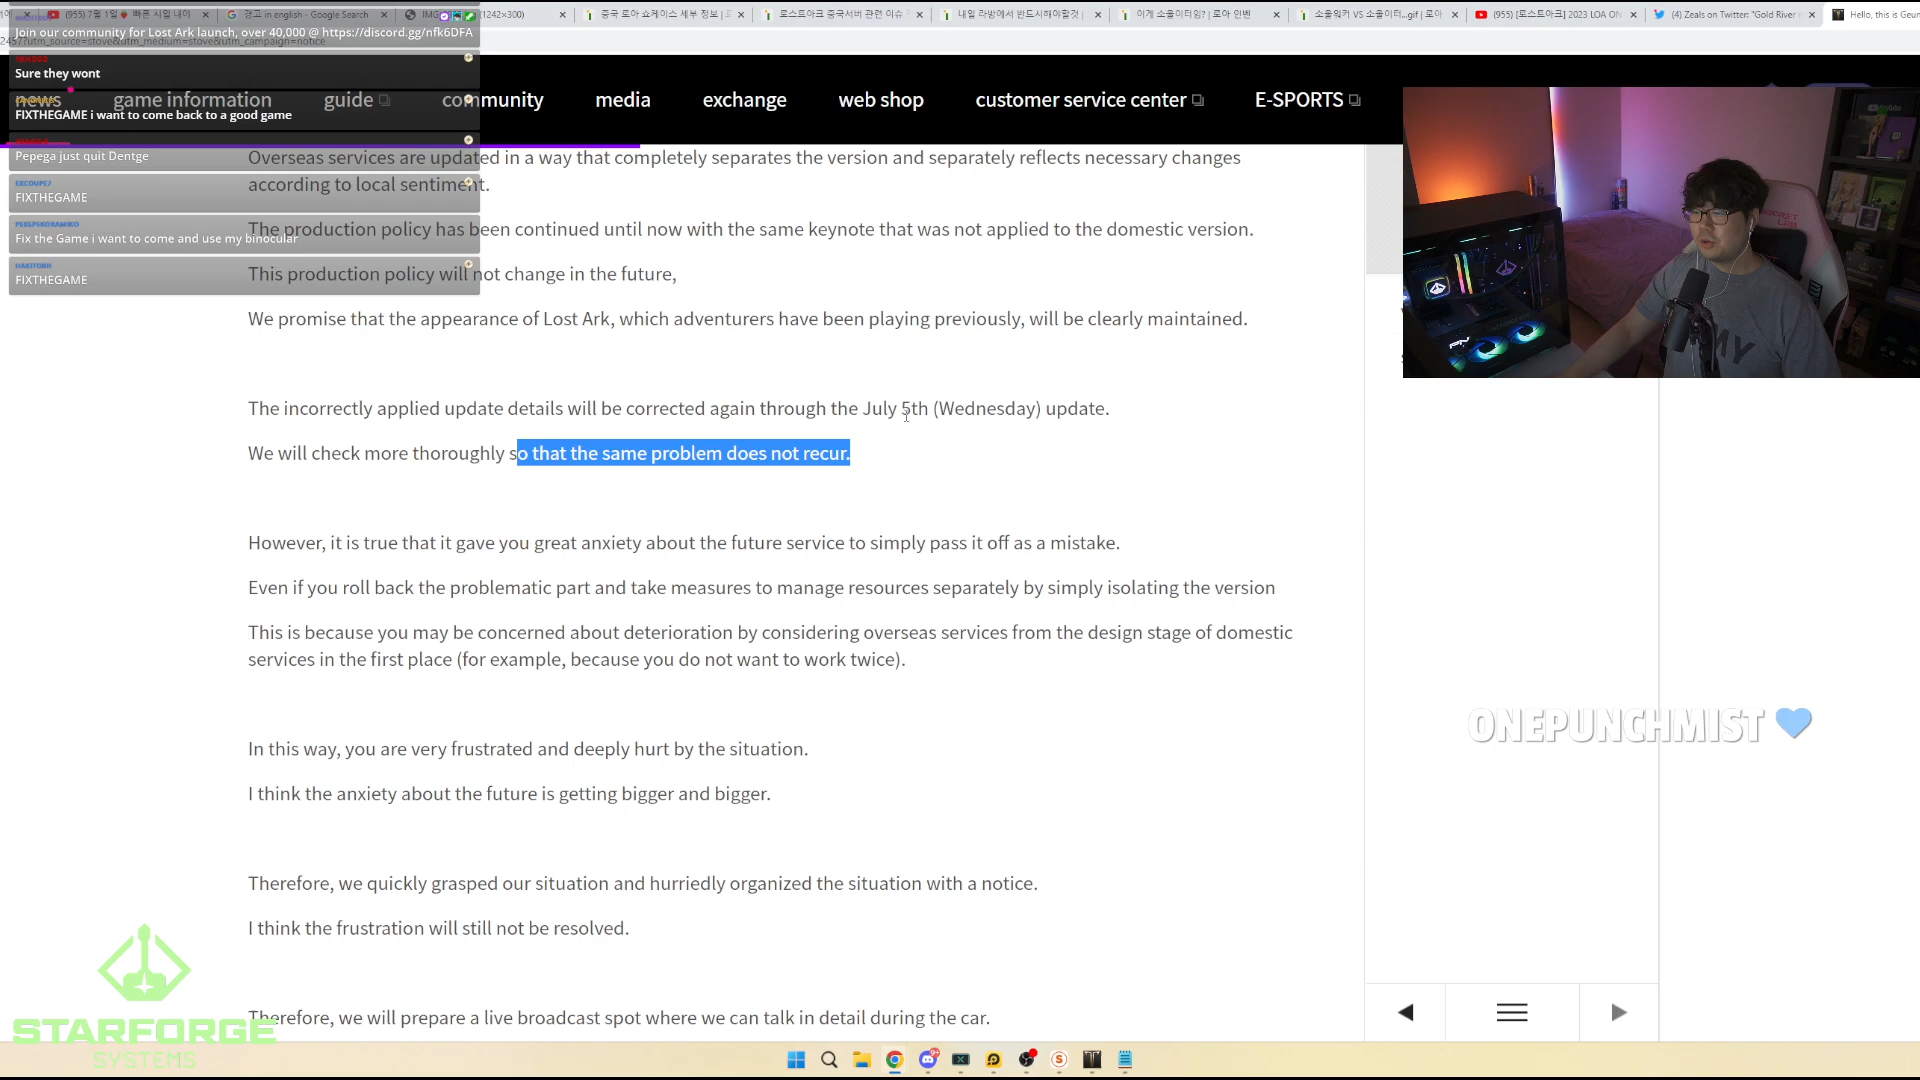 (955) 7월 1일 빠른 시일 내에
갱고 in english - Google Search
IMG
(1242×300)
중국 로아 쇼케이스 세부 정보 |
로스트아크 중국서버 관련 이슈
내일 라방에서 반드시해야할것 |
이게 소울이터임? | 로아 인벤
소울워커 VS 소울이터...gif | 로아
(955) [로스트아크] 2023 LOA ON
(4) Zeals on Twitter: "Gold River
Hello, this is Geun
Join our community for Lost Ark launch, over 40,000 @ https://discord.gg/nfk6DFA
2457?utm_source=stove&utm_medium=stove&utm_campaign=notice
Sure they wont
news game information guide community media exchange web shop customer service center E-SPORTS
FIXTHEGAME i want to come back to a good game
Pepega just quit Dentge
EXCOUPE7
FIXTHEGAME
Fix the Game i want to come and use my binocular
FIXTHEGAME
Overseas services are updated in a way that completely separates the version and separately reflects necessary changes
according to local sentiment.
The production policy has been continued until now with the same keynote that was not applied to the domestic version.
This production policy will not change in the future,
We promise that the appearance of Lost Ark, which adventurers have been playing previously, will be clearly maintained.
The incorrectly applied update details will be corrected again through the July 5th (Wednesday) update.
We will check more thoroughly so that the same problem does not recur.
However, it is true that it gave you great anxiety about the future service to simply pass it off as a mistake.
Even if you roll back the problematic part and take measures to manage resources separately by simply isolating the version
This is because you may be concerned about deterioration by considering overseas services from the design stage of domestic
services in the first place (for example, because you do not want to work twice).
In this way, you are very frustrated and deeply hurt by the situation.
I think the anxiety about the future is getting bigger and bigger.
Therefore, we quickly grasped our situation and hurriedly organized the situation with a notice.
I think the frustration will still not be resolved.
Therefore, we will prepare a live broadcast spot where we can talk in detail during the car.
ONEPUNCHMIST
STARFORGE
SYSTEMS